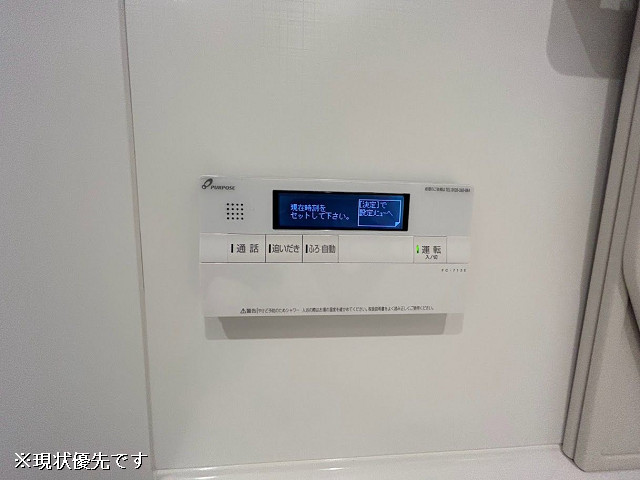 PURPOSE
現在時刻を
セットして下さい。
[決定]で
設定メニューへ
通話
追いだき
ふろ自動
運転
入/切
※現状優先です